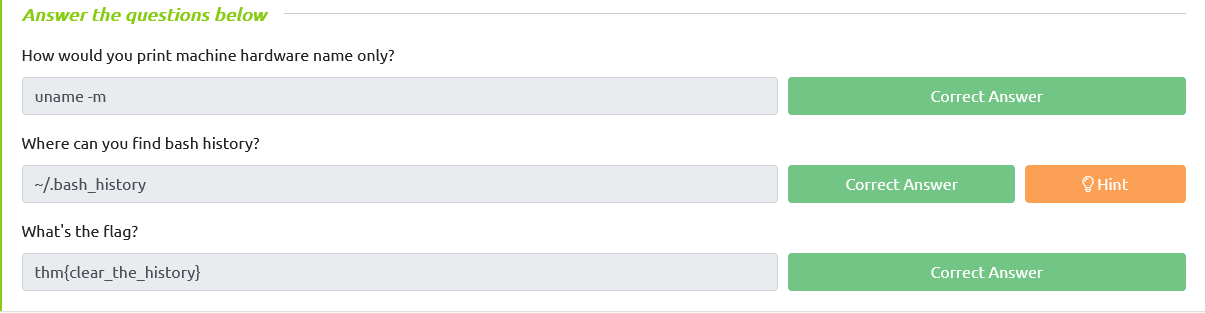 Answer the questions below
How would you print machine hardware name only?
uname -m
Correct Answer
Where can you find bash history?
~/.bash_history
Correct Answer
Hint
What's the flag?
thm{clear_the_history}
Correct Answer